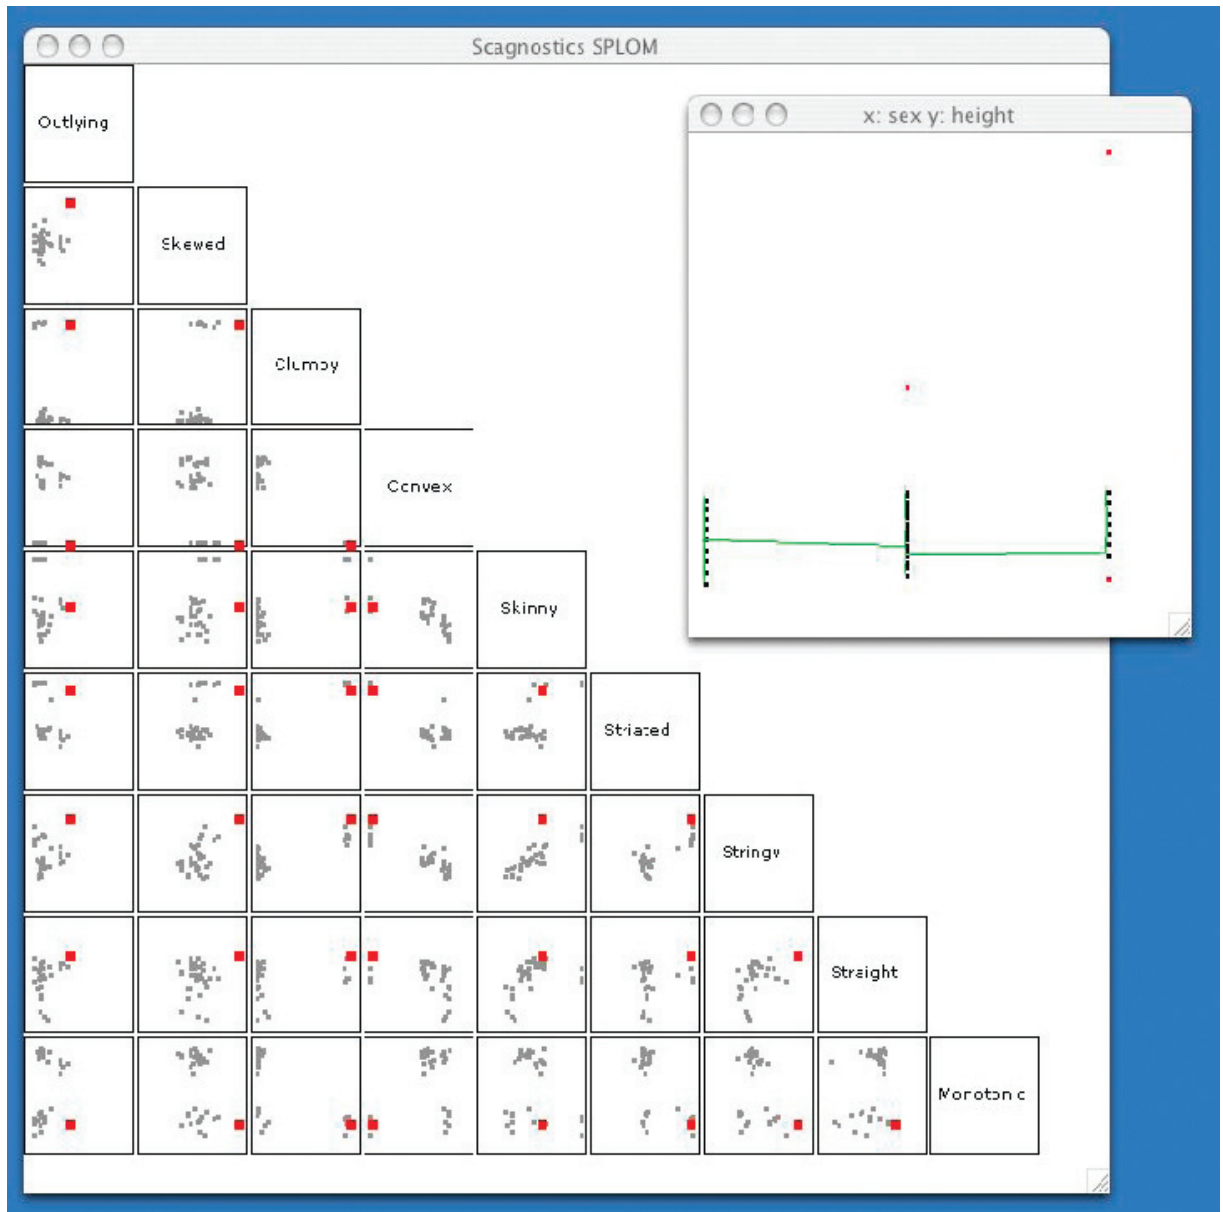 Scagnostics SPLOM
x: sex y: height
Outlying
Skewed
Clumpy
Convex
Skinny
Striated
Stringy
Straight
Monotonic